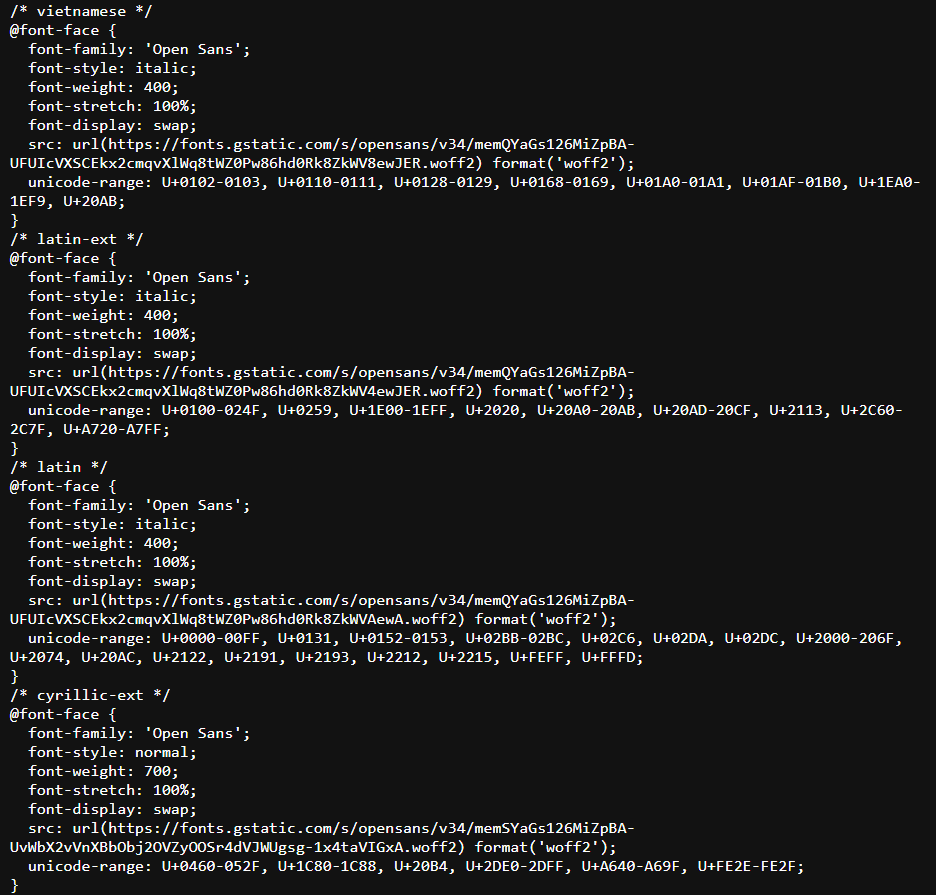 /* vietnamese */
@font-face {
  font-family: 'Open Sans';
  font-style: italic;
  font-weight: 400;
  font-stretch: 100%;
  font-display: swap;
  src: url(https://fonts.gstatic.com/s/opensans/v34/memQYaGs126MiZpBA-
UFUIcVXSCEkx2cmqvXlWq8tWZ0Pw86hd0Rk8ZkWV8ewJER.woff2) format('woff2');
  unicode-range: U+0102-0103, U+0110-0111, U+0128-0129, U+0168-0169, U+01A0-01A1, U+01AF-01B0, U+1EA0-
1EF9, U+20AB;
}
/* latin-ext */
@font-face {
  font-family: 'Open Sans';
  font-style: italic;
  font-weight: 400;
  font-stretch: 100%;
  font-display: swap;
  src: url(https://fonts.gstatic.com/s/opensans/v34/memQYaGs126MiZpBA-
UFUIcVXSCEkx2cmqvXlWq8tWZ0Pw86hd0Rk8ZkWV4ewJER.woff2) format('woff2');
  unicode-range: U+0100-024F, U+0259, U+1E00-1EFF, U+2020, U+20A0-20AB, U+20AD-20CF, U+2113, U+2C60-
2C7F, U+A720-A7FF;
}
/* latin */
@font-face {
  font-family: 'Open Sans';
  font-style: italic;
  font-weight: 400;
  font-stretch: 100%;
  font-display: swap;
  src: url(https://fonts.gstatic.com/s/opensans/v34/memQYaGs126MiZpBA-
UFUIcVXSCEkx2cmqvXlWq8tWZ0Pw86hd0Rk8ZkWVAewA.woff2) format('woff2');
  unicode-range: U+0000-00FF, U+0131, U+0152-0153, U+02BB-02BC, U+02C6, U+02DA, U+02DC, U+2000-206F,
U+2074, U+20AC, U+2122, U+2191, U+2193, U+2212, U+2215, U+FEFF, U+FFFD;
}
/* cyrillic-ext */
@font-face {
  font-family: 'Open Sans';
  font-style: normal;
  font-weight: 700;
  font-stretch: 100%;
  font-display: swap;
  src: url(https://fonts.gstatic.com/s/opensans/v34/memSYaGs126MiZpBA-
UvWbX2vVnXBbObj2OVZyOOSr4dVJWUgsg-1x4taVIGxA.woff2) format('woff2');
  unicode-range: U+0460-052F, U+1C80-1C88, U+20B4, U+2DE0-2DFF, U+A640-A69F, U+FE2E-FE2F;
}